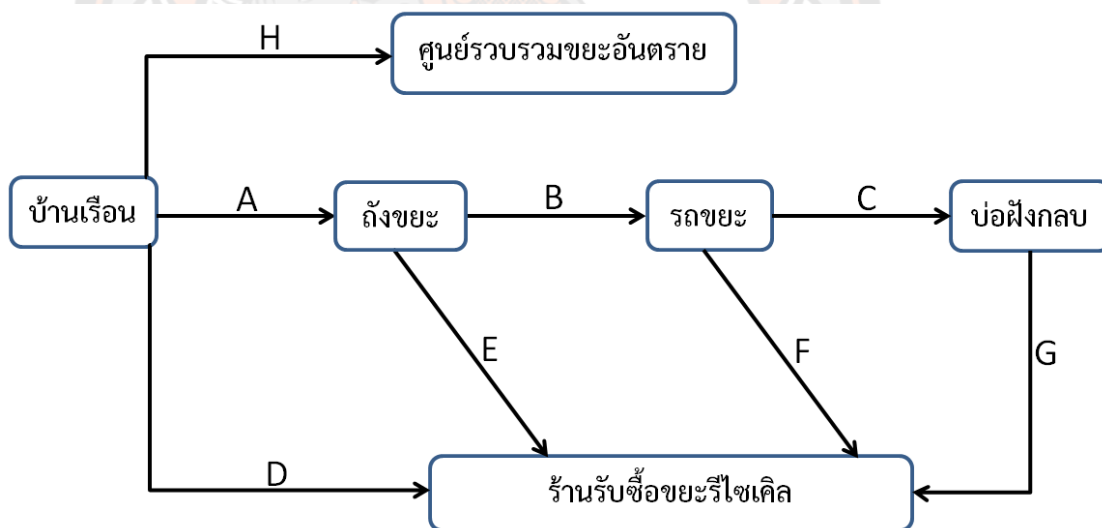 H
ศูนย์รวบรวมขยะอันตราย
บ้านเรือน
A
ถังขยะ
B
รถขยะ
C
บ่อฝังกลบ
E
F
G
D
ร้านรับซื้อขยะรีไซเคิล